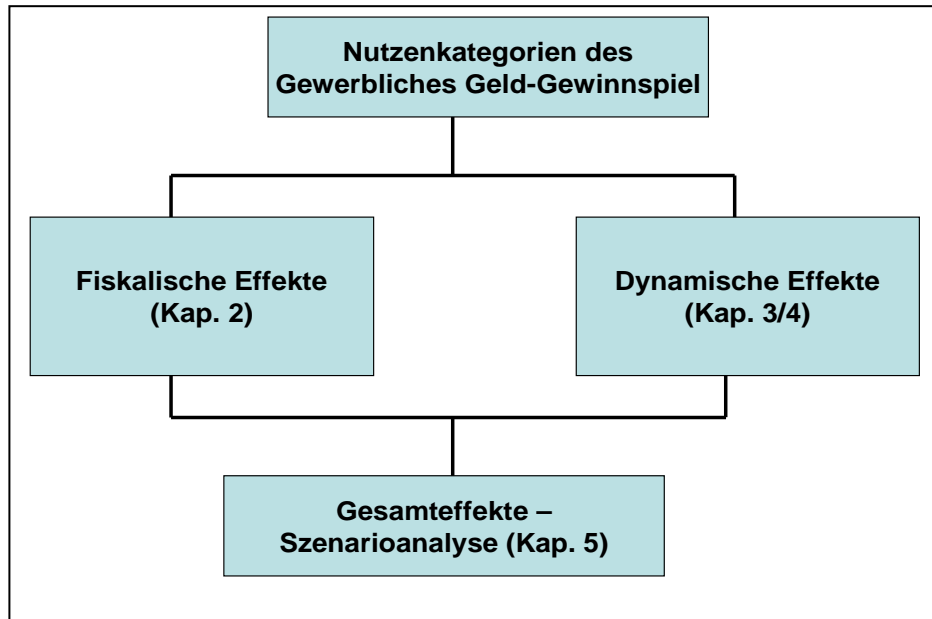 Nutzenkategorien des
Gewerbliches Geld-Gewinnspiel
Fiskalische Effekte
(Kap. 2)
Dynamische Effekte
(Kap. 3/4)
Gesamteffekte –
Szenarioanalyse (Kap. 5)